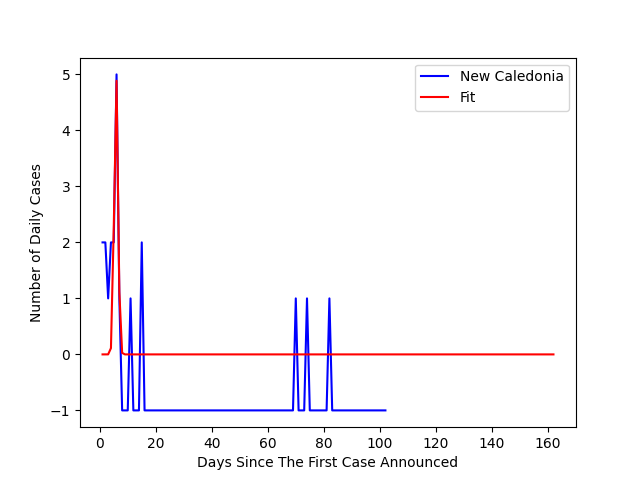 New Caledonia
Fit
5
4
3
2
1
0
−1
Number of Daily Cases
0 20 40 60 80 100 120 140 160
Days Since The First Case Announced